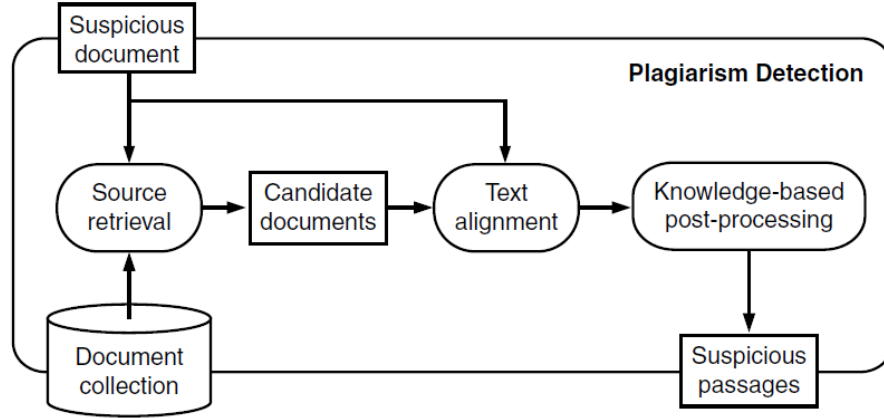 Suspicious
document
Plagiarism Detection
Source
retrieval
Candidate
documents
Text
alignment
Knowledge-based
post-processing
Document
collection
Suspicious
passages